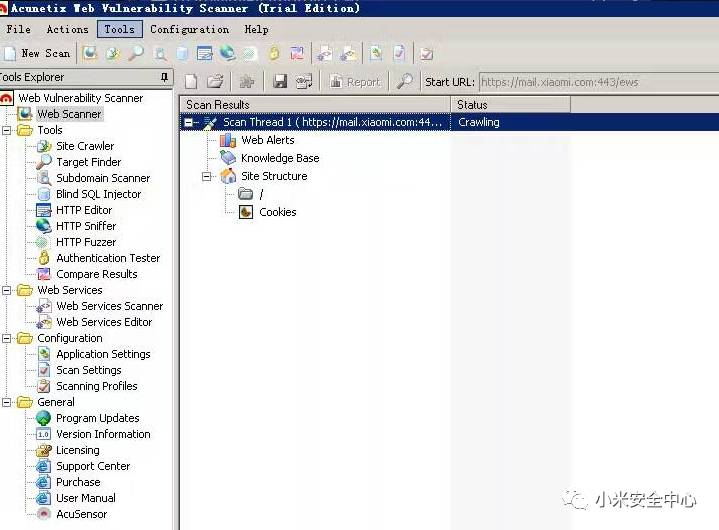 Acunetix Web Vulnerability Scanner (Trial Edition)
File Actions Tools Configuration Help
New Scan Report Start URL: https://mail.xiaomi.com:443/ews
Tools Explorer
Web Vulnerability Scanner
Web Scanner
Tools
Site Crawler
Target Finder
Subdomain Scanner
Blind SQL Injector
HTTP Editor
HTTP Sniffer
HTTP Fuzzer
Authentication Tester
Compare Results
Web Services
Web Services Scanner
Web Services Editor
Configuration
Application Settings
Scan Settings
Scanning Profiles
General
Program Updates
1.0 Version Information
Licensing
Support Center
Purchase
User Manual
AcuSensor
Scan Results Status
Scan Thread 1 ( https://mail.xiaomi.com:44... Crawling
Web Alerts
Knowledge Base
Site Structure
/
Cookies
小米安全中心